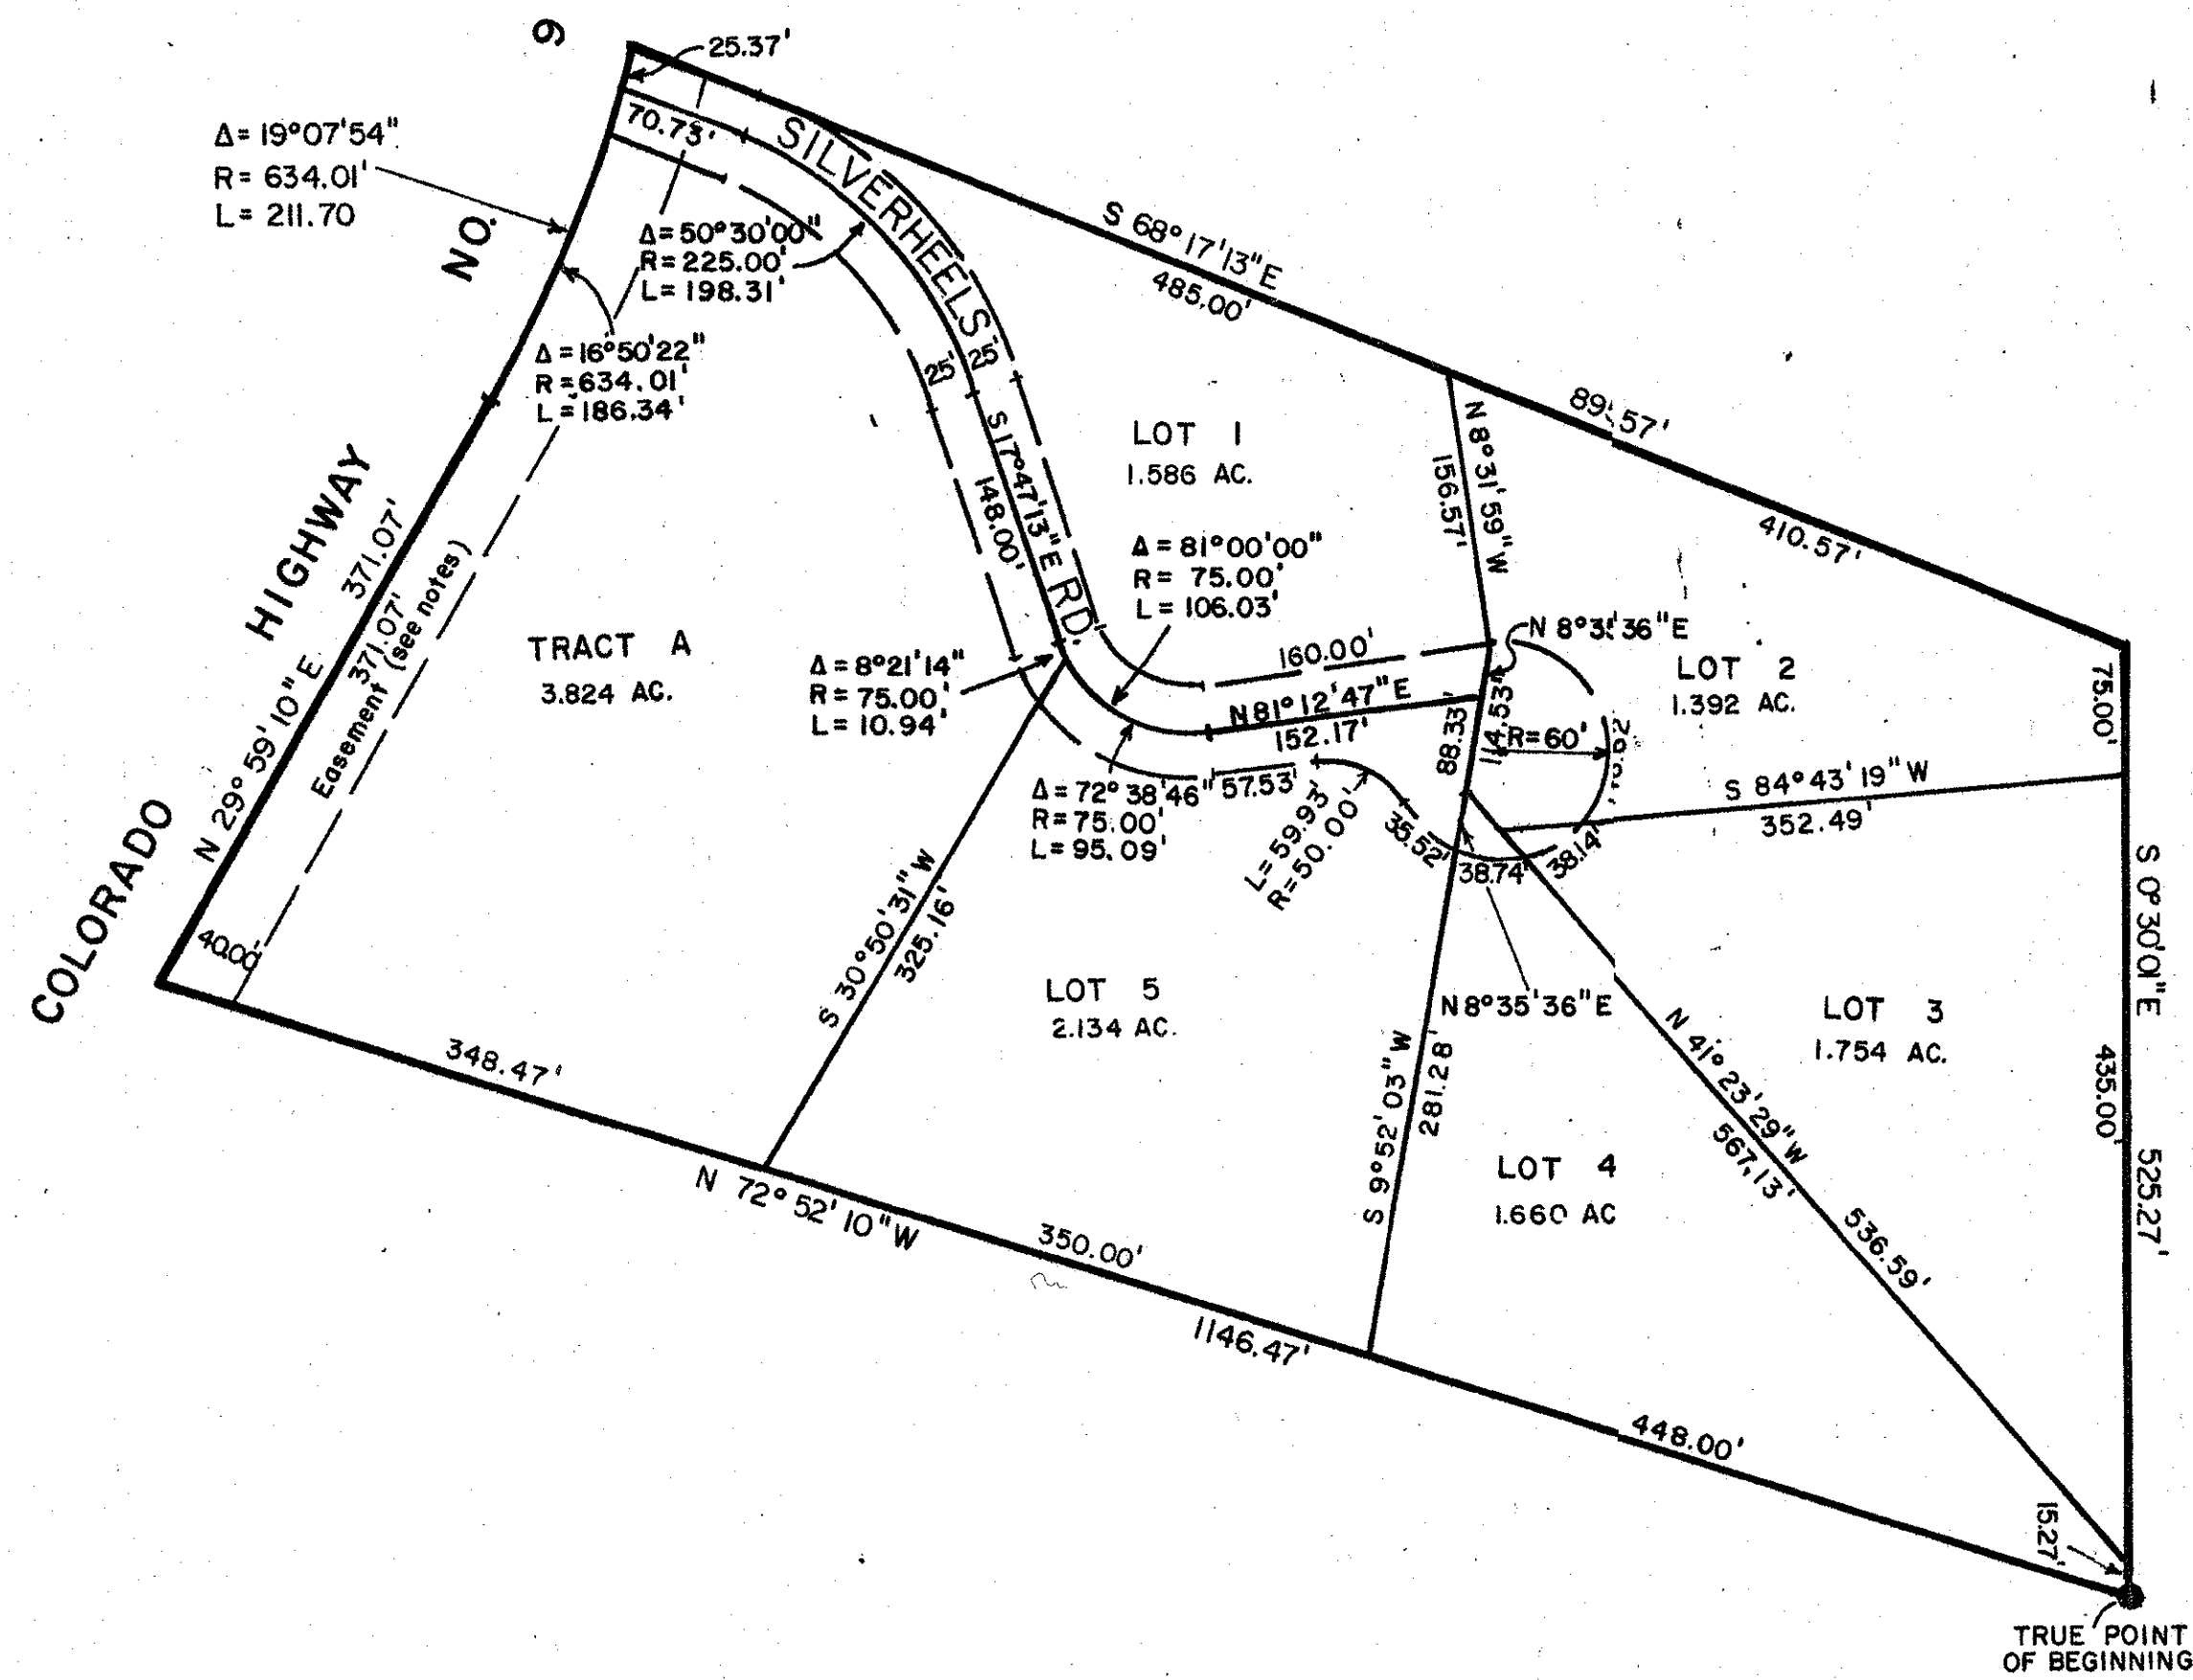 9
25.37'
Δ= 19°07'54"
R= 634.01'
L= 211.70
70.73'
SILVERHEELS
NO.
Δ= 50°30'00"
R= 225.00'
L= 198.31'
S 68°17'13"E
485.00'
Δ= 16°50'22"
R= 634.01'
L= 186.34'
25'
25'
895.57'
LOT 1
1.586 AC.
N 8°31'59" W
156.57'
410.57'
HIGHWAY
371.07'
S 17°47'13"E
148.00'
Δ= 81°00'00"
R= 75.00'
L= 106.03'
RD.
TRACT A
3.824 AC.
371.07'
Easement (see notes)
N 29°59'10"E
Δ= 8°21'14"
R= 75.00'
L= 10.94'
160.00'
N 81°12'47"E
152.17'
88.33'
114.53'
LOT 2
1.392 AC.
75.00'
R=60'
S 84°43'19"W
352.49'
Δ= 72°38'46"
R= 75.00'
L= 95.09'
57.53'
L= 59.93'
R= 50.00'
35.52'
38.74'
38.14'
COLORADO
40.00'
S 30°50'31"W
325.16'
S 0°30'01"E
LOT 5
2.134 AC.
N 8°35'36"E
LOT 3
1.754 AC.
N 41°23'29"W
567.13'
435.00'
348.47'
S 9°52'03"W
281.28'
LOT 4
1.660 AC
525.27'
536.59'
N 72°52'10"W
350.00'
1146.47'
448.00'
15.27'
TRUE POINT
OF BEGINNING